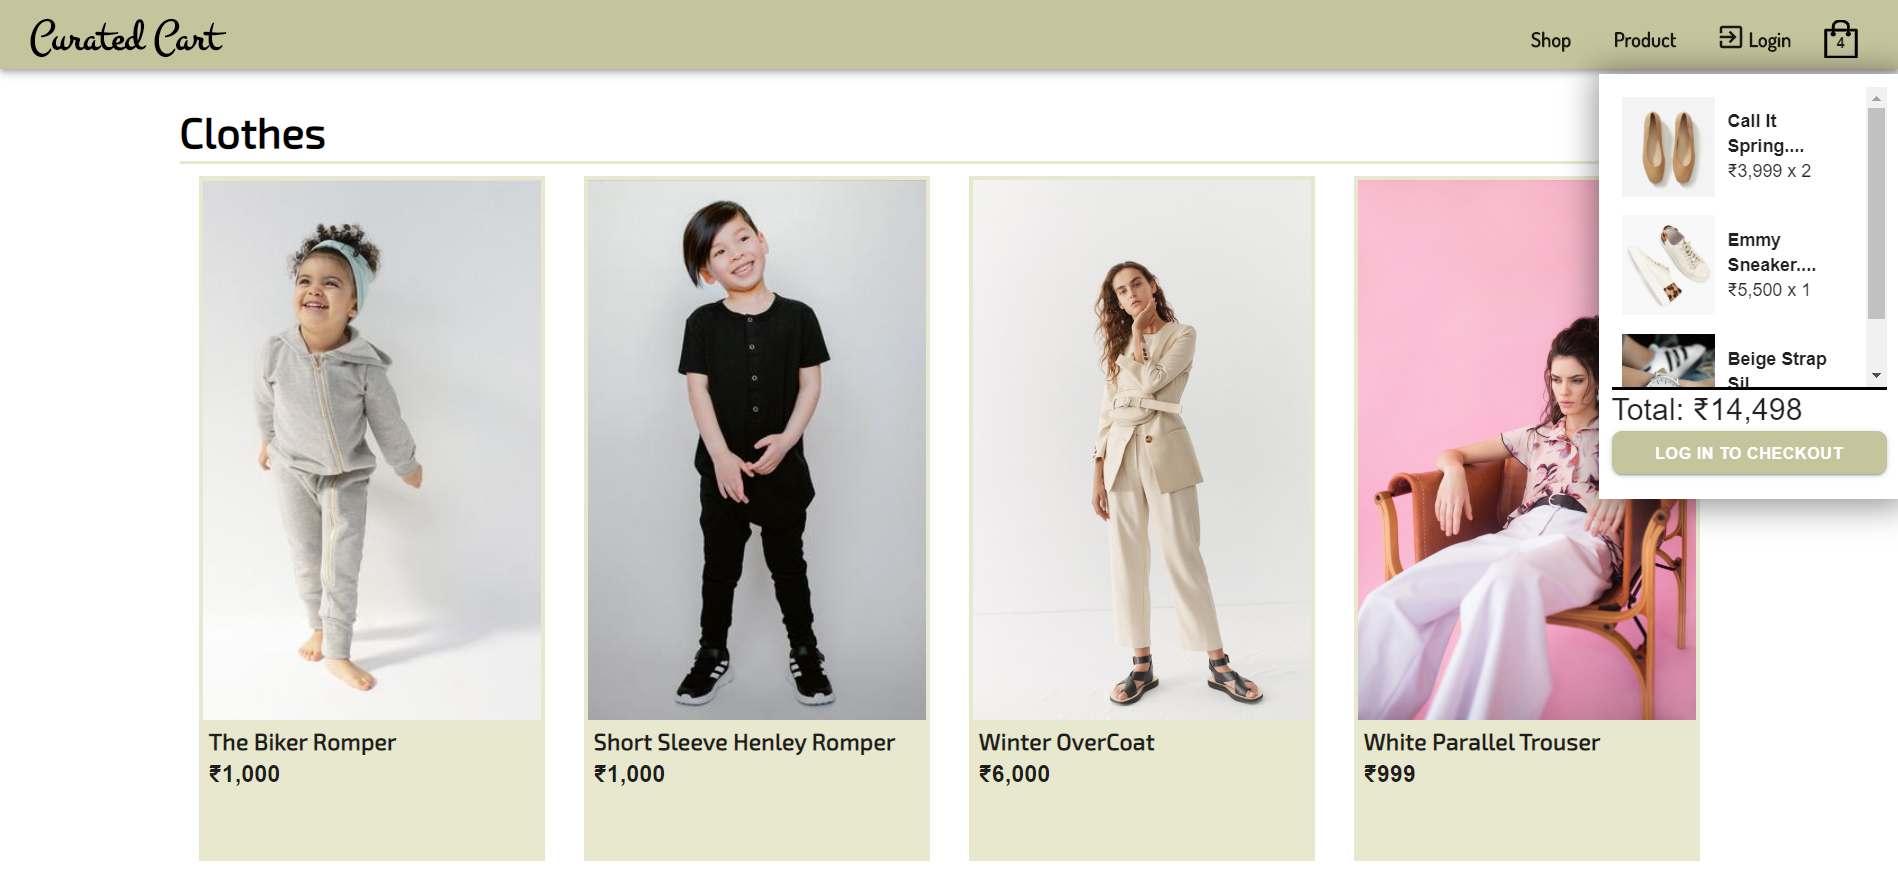 Curated Cart
Shop
Product
Login
4
Clothes
Call It
Spring....
₹3,999 x 2
Emmy
Sneaker....
₹5,500 x 1
Beige Strap
Sil
Total: ₹14,498
LOG IN TO CHECKOUT
The Biker Romper
₹1,000
Short Sleeve Henley Romper
₹1,000
Winter OverCoat
₹6,000
White Parallel Trouser
₹999